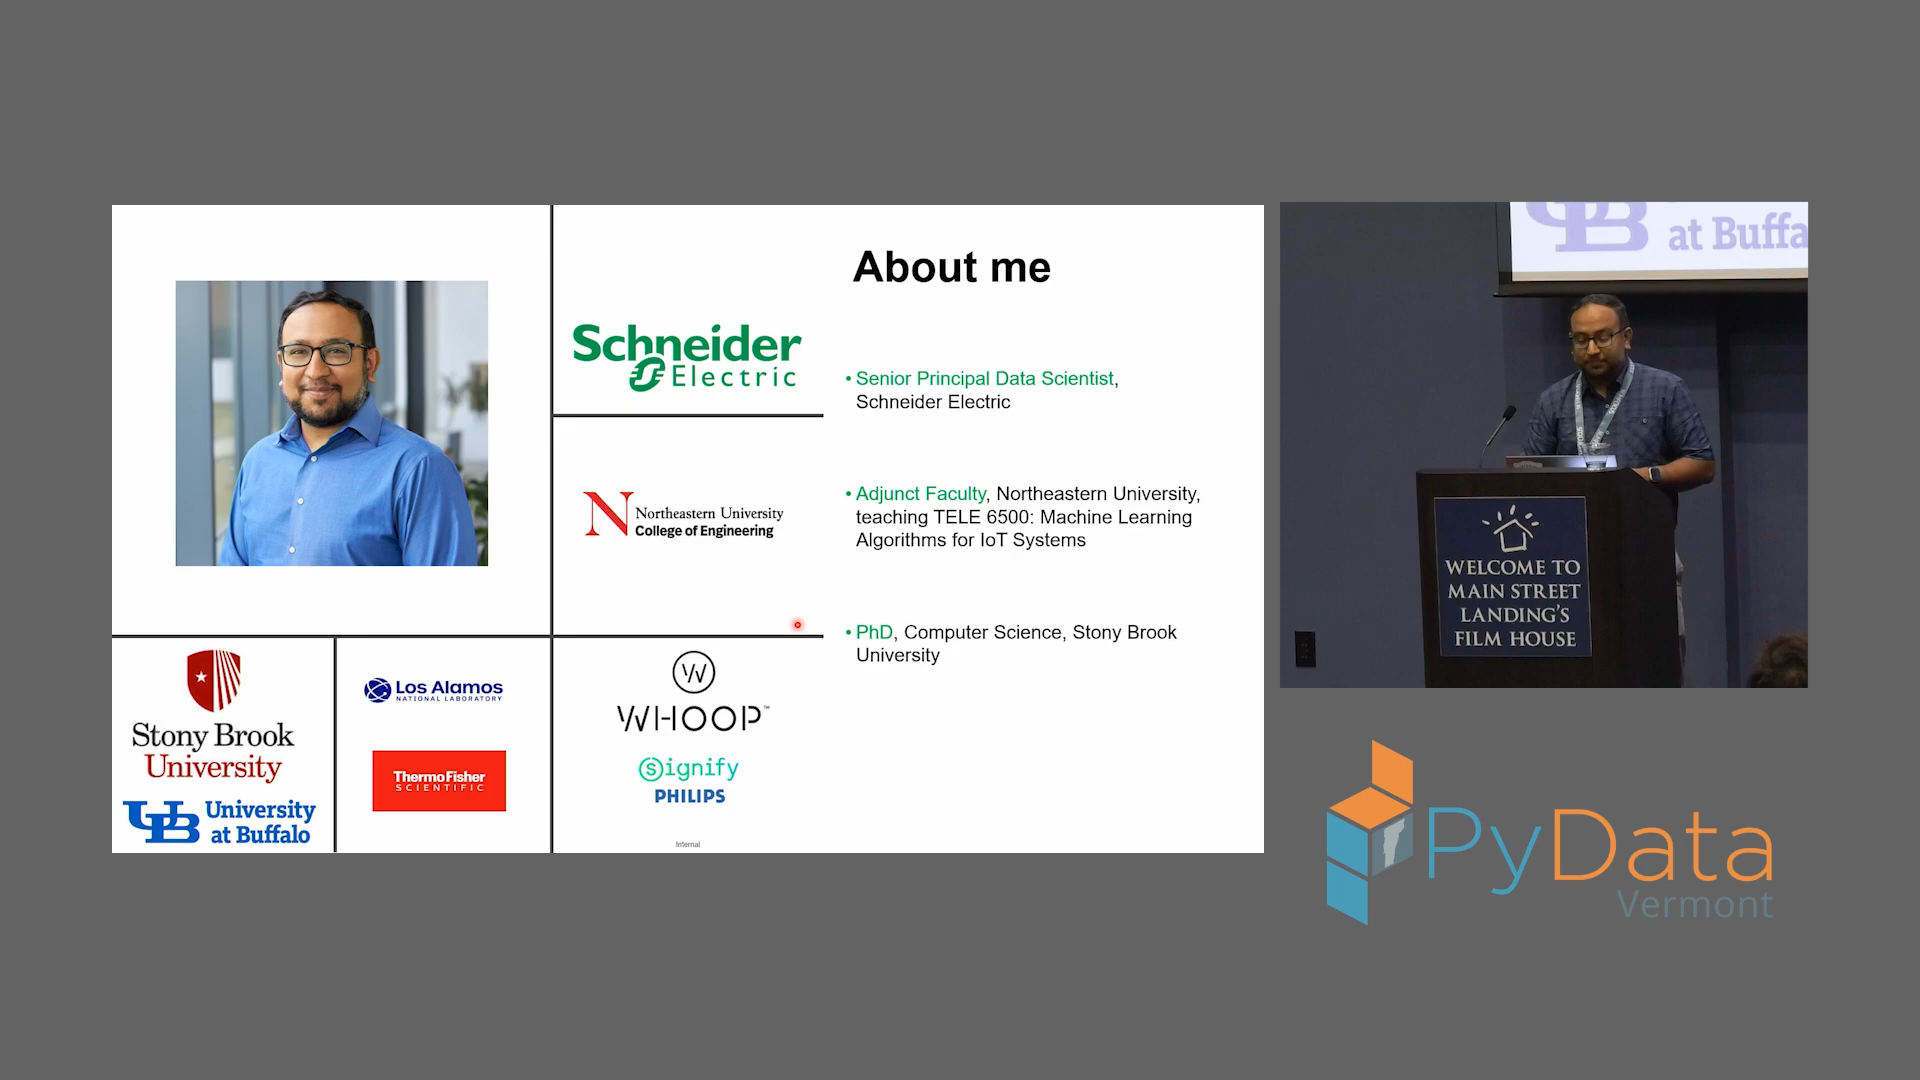 About me
Schneider
Electric
• Senior Principal Data Scientist,
Schneider Electric
N Northeastern University
College of Engineering
• Adjunct Faculty, Northeastern University,
teaching TELE 6500: Machine Learning
Algorithms for IoT Systems
• PhD, Computer Science, Stony Brook
University
Stony Brook
University
UB University
at Buffalo
Los Alamos
NATIONAL LABORATORY
ThermoFisher
SCIENTIFIC
W
WHOOP™
Signify
PHILIPS
Internal
UB at Buffa
WELCOME TO
MAIN STREET
LANDING'S
FILM HOUSE
PyData
Vermont